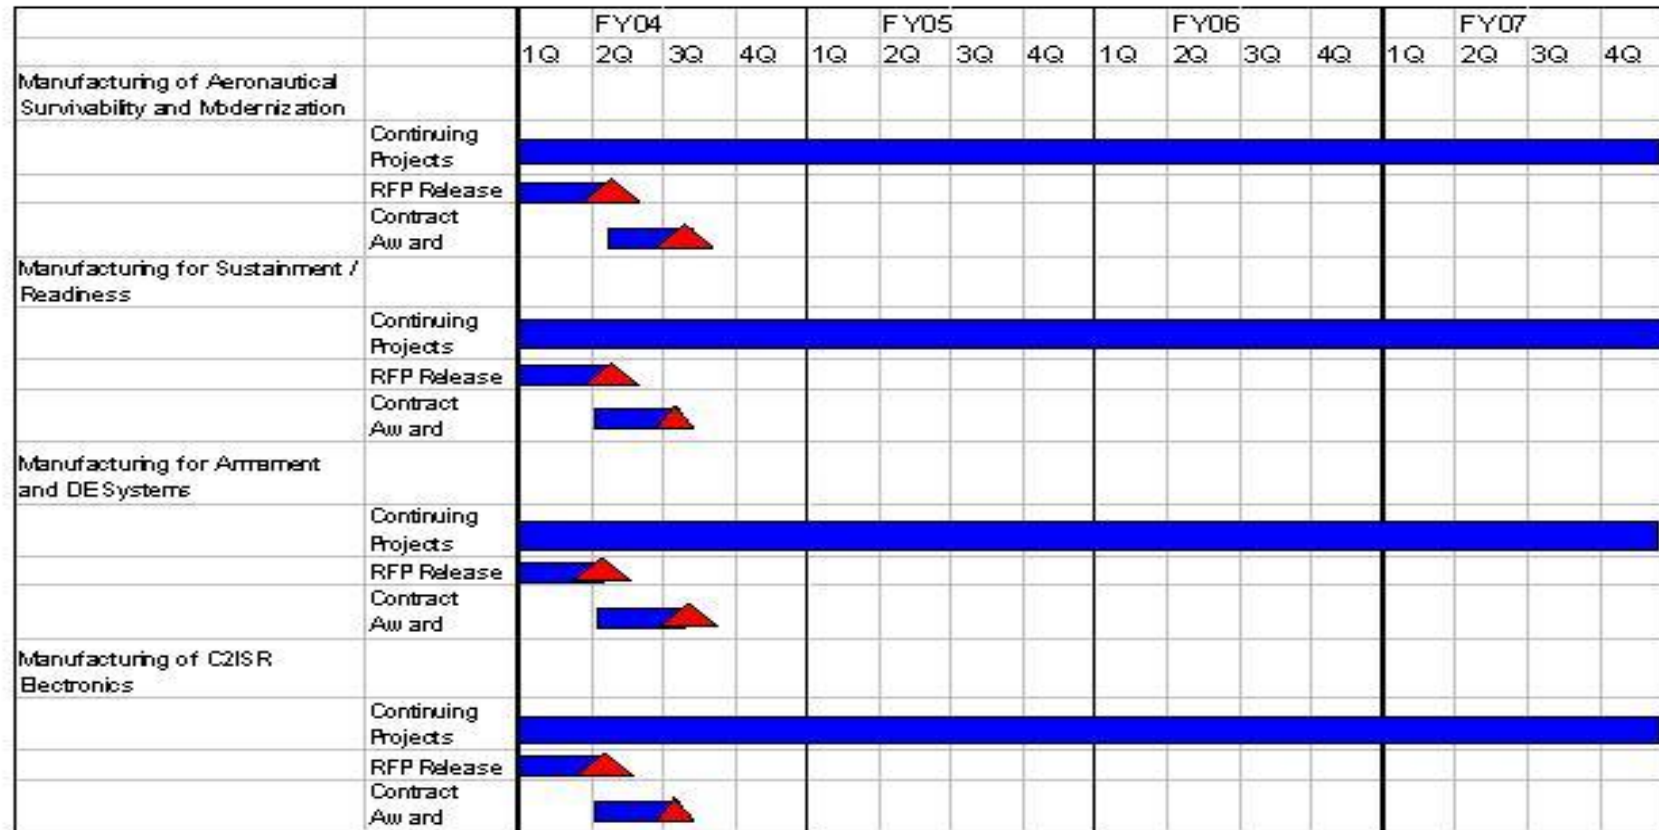 FY04 FY05 FY06 FY07
1Q 2Q 3Q 4Q 1Q 2Q 3Q 4Q 1Q 2Q 3Q 4Q 1Q 2Q 3Q 4Q
Manufacturing of Aeronautical
Survivability and Modernization
Continuing
Projects
RFP Release
Contract
Award
Manufacturing for Sustainment /
Readiness
Continuing
Projects
RFP Release
Contract
Award
Manufacturing for Armament
and DE Systems
Continuing
Projects
RFP Release
Contract
Award
Manufacturing of C2ISR
Electronics
Continuing
Projects
RFP Release
Contract
Award